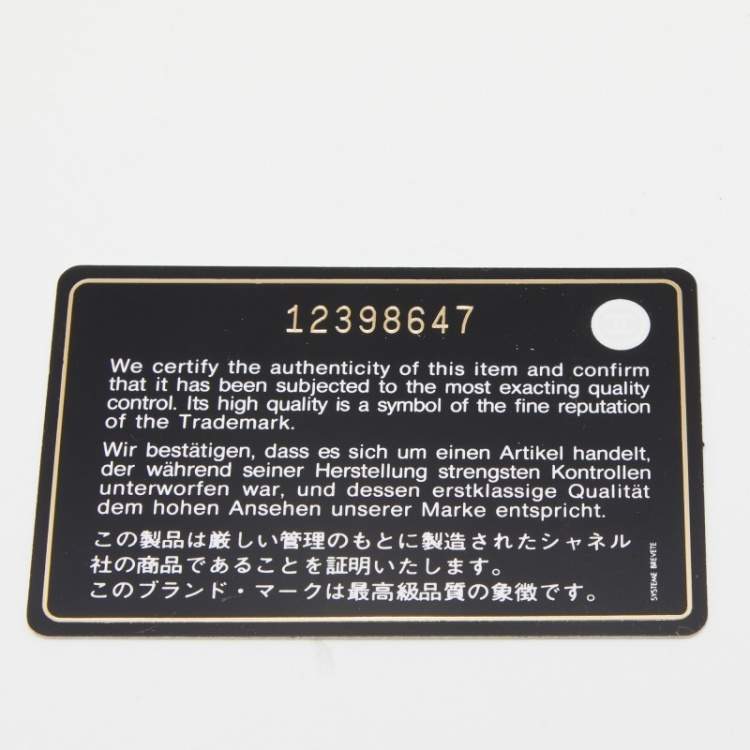 12398647
We certify the authenticity of this item and confirm
that it has been subjected to the most exacting quality
control. Its high quality is a symbol of the fine reputation
of the Trademark.
Wir bestätigen, dass es sich um einen Artikel handelt,
der während seiner Herstellung strengsten Kontrollen
unterworfen war, und dessen erstklassige Qualität
dem hohen Ansehen unserer Marke entspricht.
この製品は厳しい管理のもとに製造されたシャネル
社の商品であることを証明いたします。
このブランド・マークは最高級品質の象徴です。
SYSTEME BREVETE